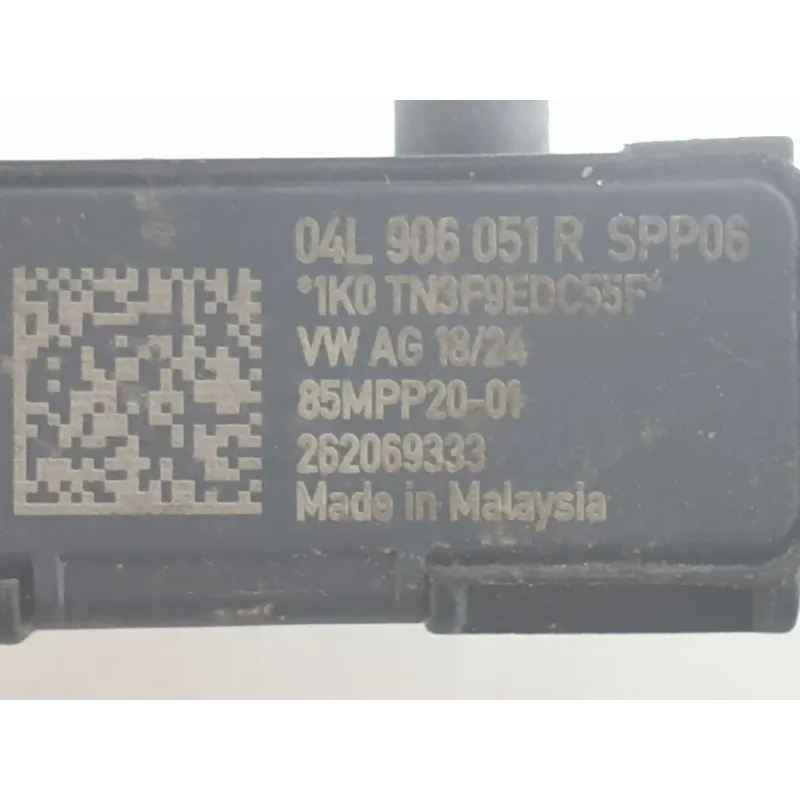 04L 906 051 R SPP06
*1K0 TN3F9EDC55F*
VW AG 18/24
85MPP20-01
262069333
Made in Malaysia